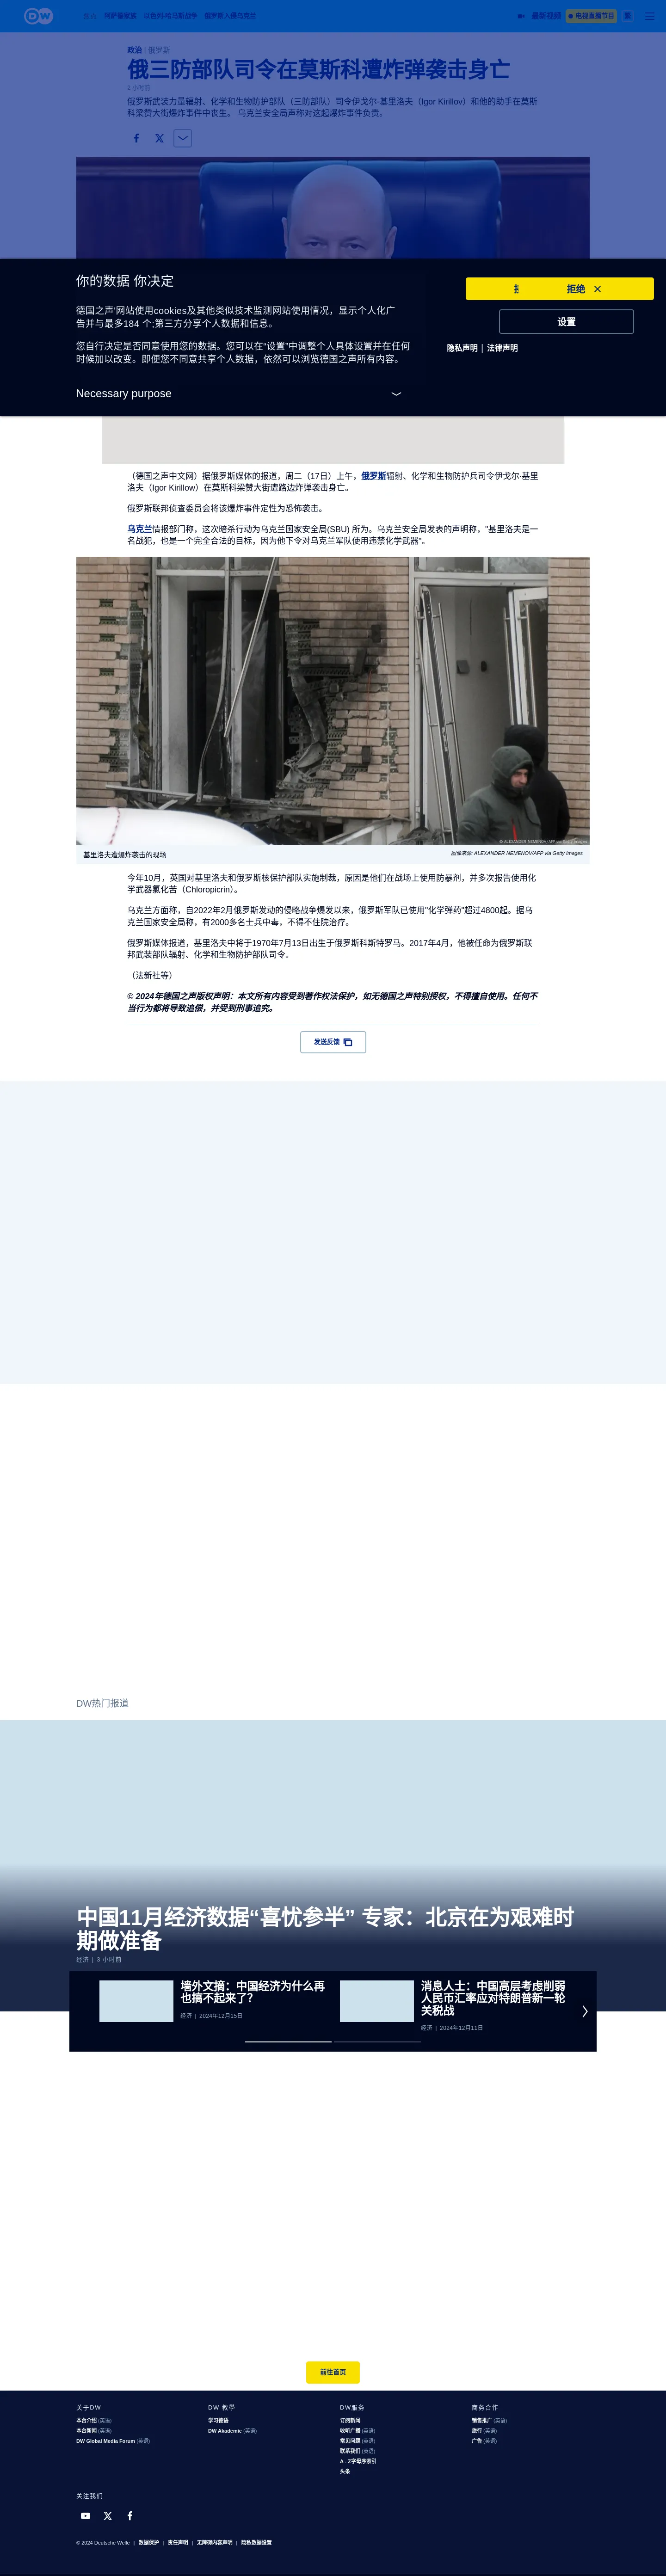 DW
焦点 阿萨德家族 以色列-哈马斯战争 俄罗斯入侵乌克兰
最新视频
电视直播节目
繁
政治 | 俄罗斯
俄三防部队司令在莫斯科遭炸弹袭击身亡
2 小时前
俄罗斯武装力量辐射、化学和生物防护部队（三防部队）司令伊戈尔-基里洛夫（Igor Kirillov）和他的助手在莫斯
科梁赞大街爆炸事件中丧生。 乌克兰安全局声称对这起爆炸事件负责。
你的数据 你决定
德国之声'网站使用cookies及其他类似技术监测网站使用情况，显示个人化广
告并与最多184 个;第三方分享个人数据和信息。
您自行决定是否同意使用您的数据。您可以在“设置”中调整个人具体设置并在任何
时候加以改变。即便您不同意共享个人数据，依然可以浏览德国之声所有内容。
Necessary purpose
拒绝
设置
隐私声明 | 法律声明
（德国之声中文网）据俄罗斯媒体的报道，周二（17日）上午，俄罗斯辐射、化学和生物防护兵司令伊戈尔·基里
洛夫（Igor Kirillow）在莫斯科梁赞大街遭路边炸弹袭击身亡。
俄罗斯联邦侦查委员会将该爆炸事件定性为恐怖袭击。
乌克兰情报部门称，这次暗杀行为乌克兰国家安全局(SBU) 所为。乌克兰安全局发表的声明称，"基里洛夫是一
名战犯，也是一个完全合法的目标，因为他下令对乌克兰军队使用违禁化学武器"。
基里洛夫遭爆炸袭击的现场
图像来源: ALEXANDER NEMENOV/AFP via Getty Images
今年10月，英国对基里洛夫和俄罗斯核保护部队实施制裁，原因是他们在战场上使用防暴剂，并多次报告使用化
学武器氯化苦（Chloropicrin）。
乌克兰方面称，自2022年2月俄罗斯发动的侵略战争爆发以来，俄罗斯军队已使用"化学弹药"超过4800起。据乌
克兰国家安全局称，有2000多名士兵中毒，不得不住院治疗。
俄罗斯媒体报道，基里洛夫中将于1970年7月13日出生于俄罗斯科斯特罗马。2017年4月，他被任命为俄罗斯联
邦武装部队辐射、化学和生物防护部队司令。
（法新社等）
© 2024年德国之声版权声明：本文所有内容受到著作权法保护，如无德国之声特别授权，不得擅自使用。任何不
当行为都将导致追偿，并受到刑事追究。
发送反馈
DW热门报道
中国11月经济数据“喜忧参半” 专家：北京在为艰难时
期做准备
经济 | 3 小时前
墙外文摘：中国经济为什么再
也搞不起来了？
经济 | 2024年12月15日
消息人士：中国高层考虑削弱
人民币汇率应对特朗普新一轮
关税战
经济 | 2024年12月11日
前往首页
关于DW
本台介绍 (英语)
本台新闻 (英语)
DW Global Media Forum (英语)
DW 教學
学习德语
DW Akademie (英语)
DW服务
订阅新闻
收听广播 (英语)
常见问题 (英语)
联系我们 (英语)
A - Z字母序索引
头条
商务合作
销售推广 (英语)
旅行 (英语)
广告 (英语)
关注我们
© 2024 Deutsche Welle | 数据保护 | 责任声明 | 无障碍内容声明 | 隐私数据设置